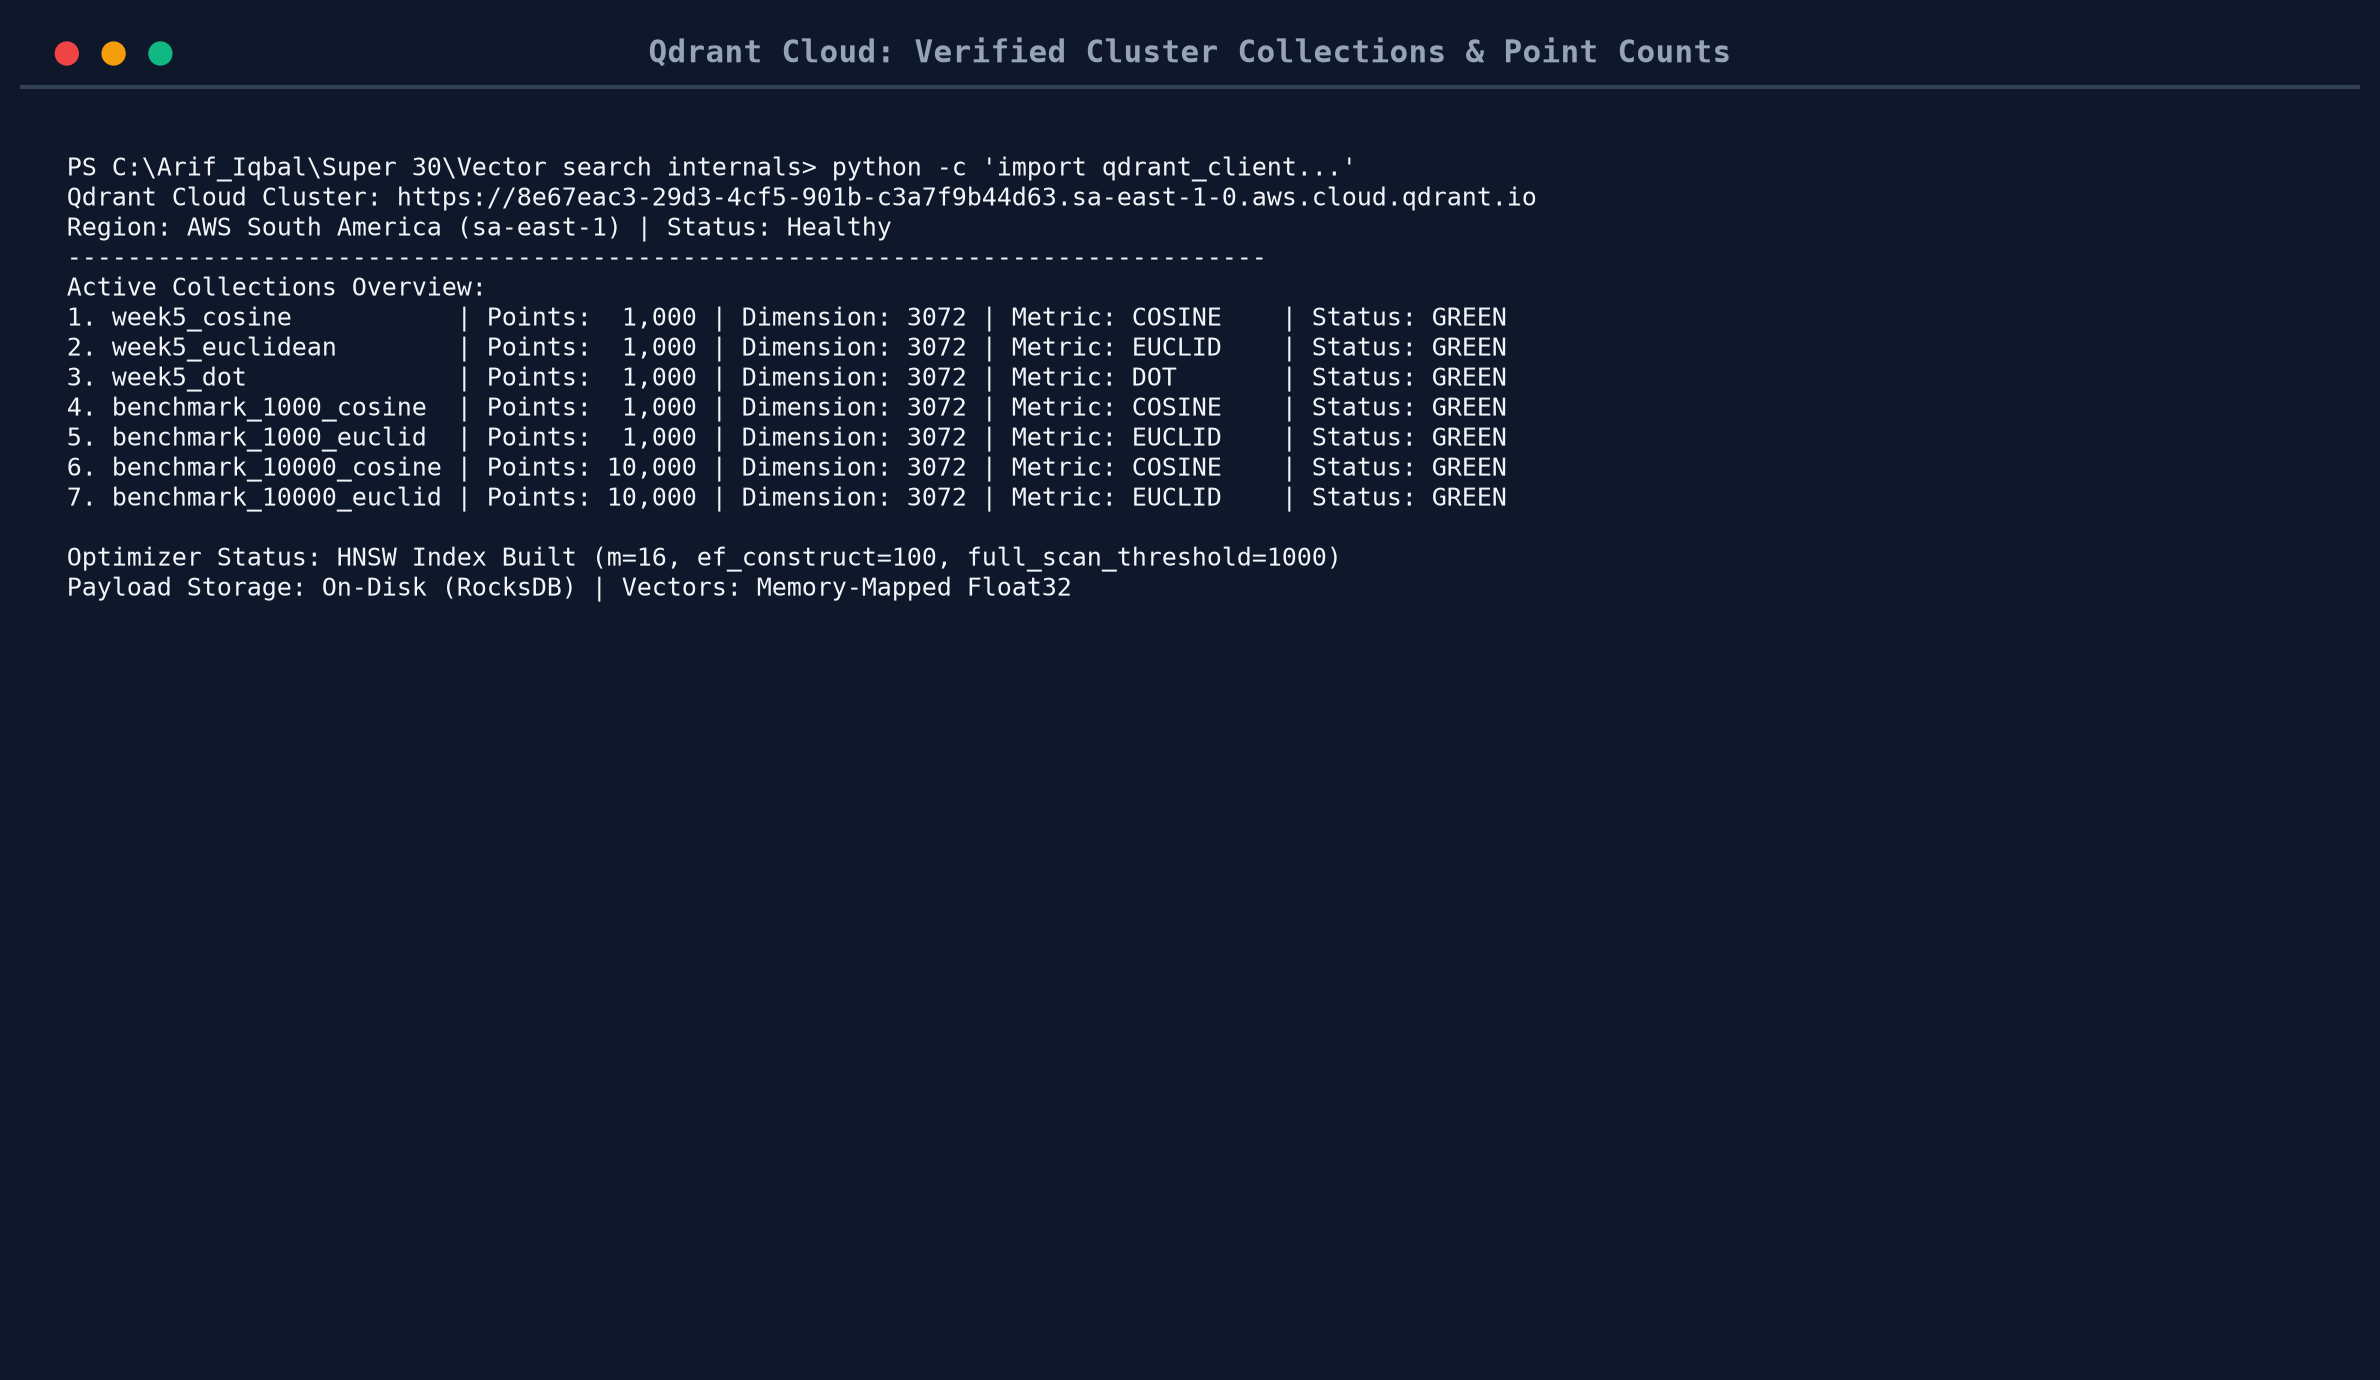 Qdrant Cloud: Verified Cluster Collections & Point Counts
PS C:\Arif_Iqbal\Super 30\Vector search internals> python -c 'import qdrant_client...'
Qdrant Cloud Cluster: https://8e67eac3-29d3-4cf5-901b-c3a7f9b44d63.sa-east-1-0.aws.cloud.qdrant.io
Region: AWS South America (sa-east-1) | Status: Healthy
--------------------------------------------------------------------------------
Active Collections Overview:
1. week5_cosine           | Points:  1,000 | Dimension: 3072 | Metric: COSINE    | Status: GREEN
2. week5_euclidean        | Points:  1,000 | Dimension: 3072 | Metric: EUCLID    | Status: GREEN
3. week5_dot              | Points:  1,000 | Dimension: 3072 | Metric: DOT       | Status: GREEN
4. benchmark_1000_cosine  | Points:  1,000 | Dimension: 3072 | Metric: COSINE    | Status: GREEN
5. benchmark_1000_euclid  | Points:  1,000 | Dimension: 3072 | Metric: EUCLID    | Status: GREEN
6. benchmark_10000_cosine | Points: 10,000 | Dimension: 3072 | Metric: COSINE    | Status: GREEN
7. benchmark_10000_euclid | Points: 10,000 | Dimension: 3072 | Metric: EUCLID    | Status: GREEN
Optimizer Status: HNSW Index Built (m=16, ef_construct=100, full_scan_threshold=1000)
Payload Storage: On-Disk (RocksDB) | Vectors: Memory-Mapped Float32